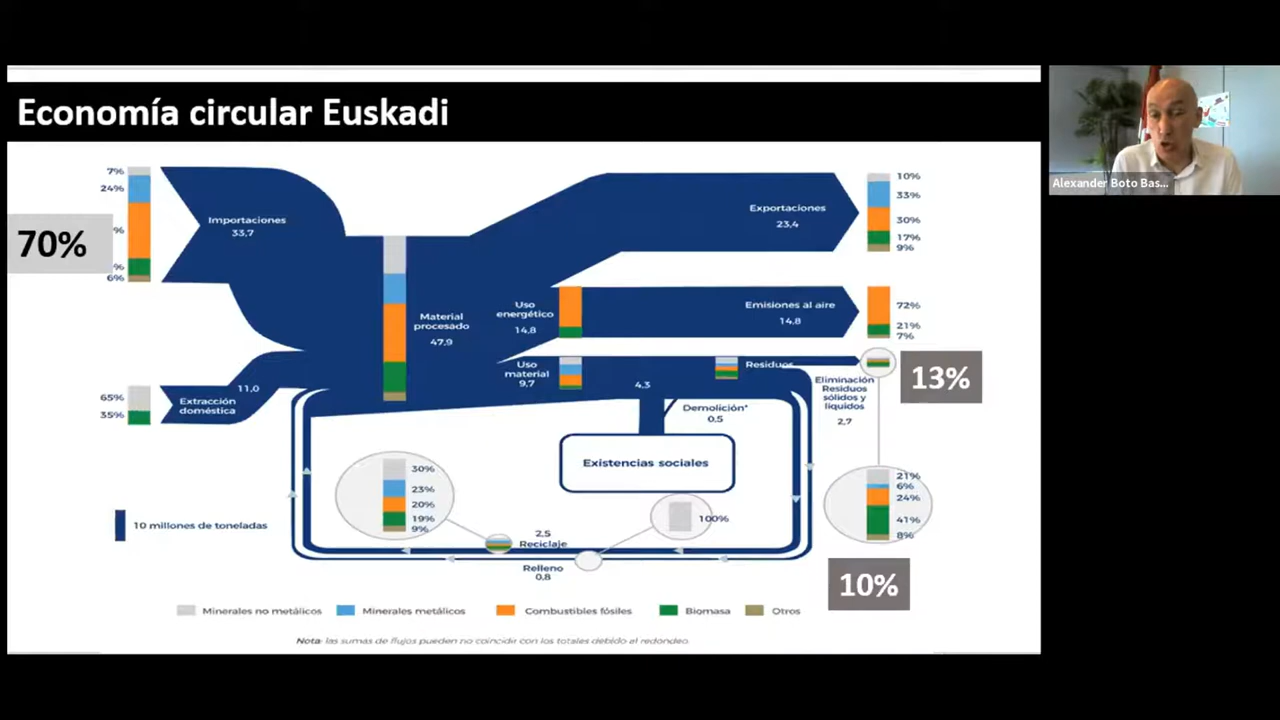 Economía circular Euskadi
Alexander Boto Bas...
7%
24%
70%
%
%
6%
Importaciones
33,7
Material
procesado
47,9
Extracción
doméstica
11,0
65%
35%
Exportaciones
23,4
10%
33%
30%
17%
9%
Uso
energético
14,8
Emisiones al aire
14,8
72%
21%
7%
Uso
material
9,7
4,3
Residuos
Eliminación
Residuos
sólidos y
líquidos
2,7
13%
Demolición*
0,5
Existencias sociales
30%
23%
20%
19%
9%
100%
21%
6%
24%
41%
8%
10%
10 millones de toneladas
2.5
Reciclaje
Relleno
0,8
Minerales no metálicos
Minerales metálicos
Combustibles fósiles
Biomasa
Otros
Nota: las sumas de flujos pueden no coincidir con los totales debido al redondeo.